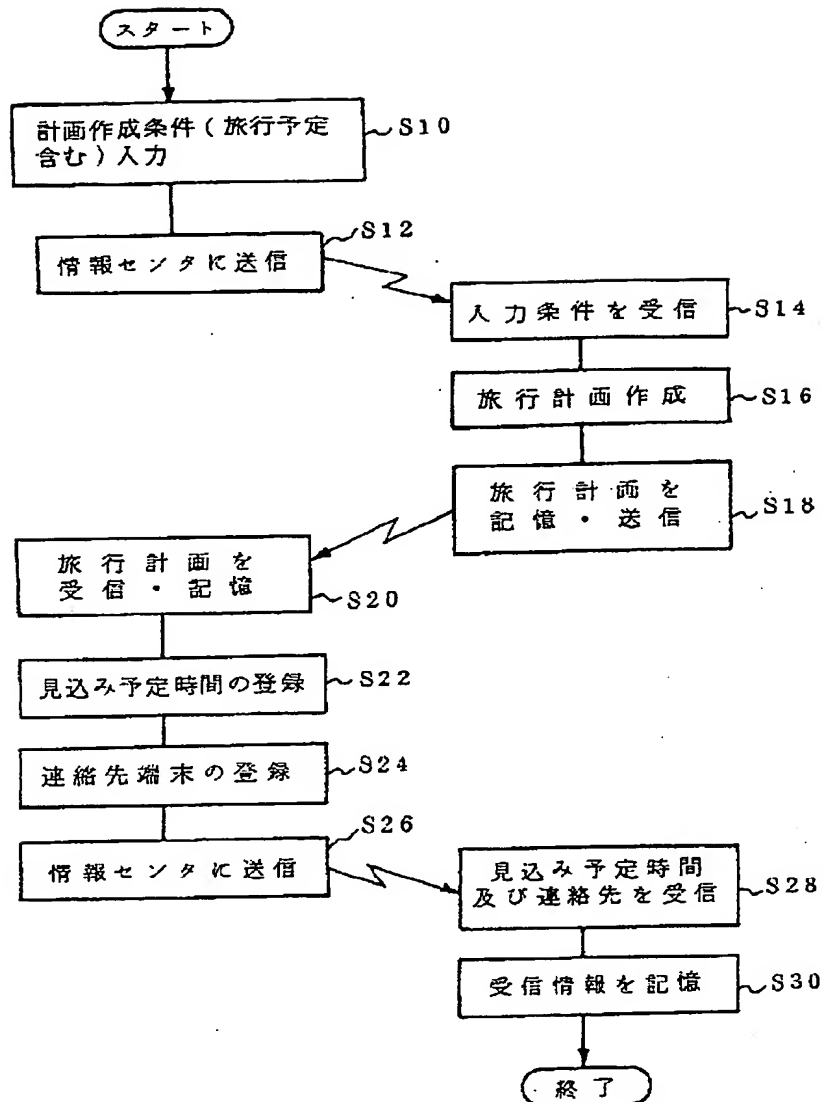 スタート
計画作成条件(旅行予定
含む)入力
S10
情報センタに送信
S12
入力条件を受信
S14
旅行計画作成
S16
旅行計画を
記憶・送信
S18
旅行計画を
受信・記憶
S20
見込み予定時間の登録
S22
連絡先端末の登録
S24
情報センタに送信
S26
見込み予定時間
及び連絡先を受信
S28
受信情報を記憶
S30
終了